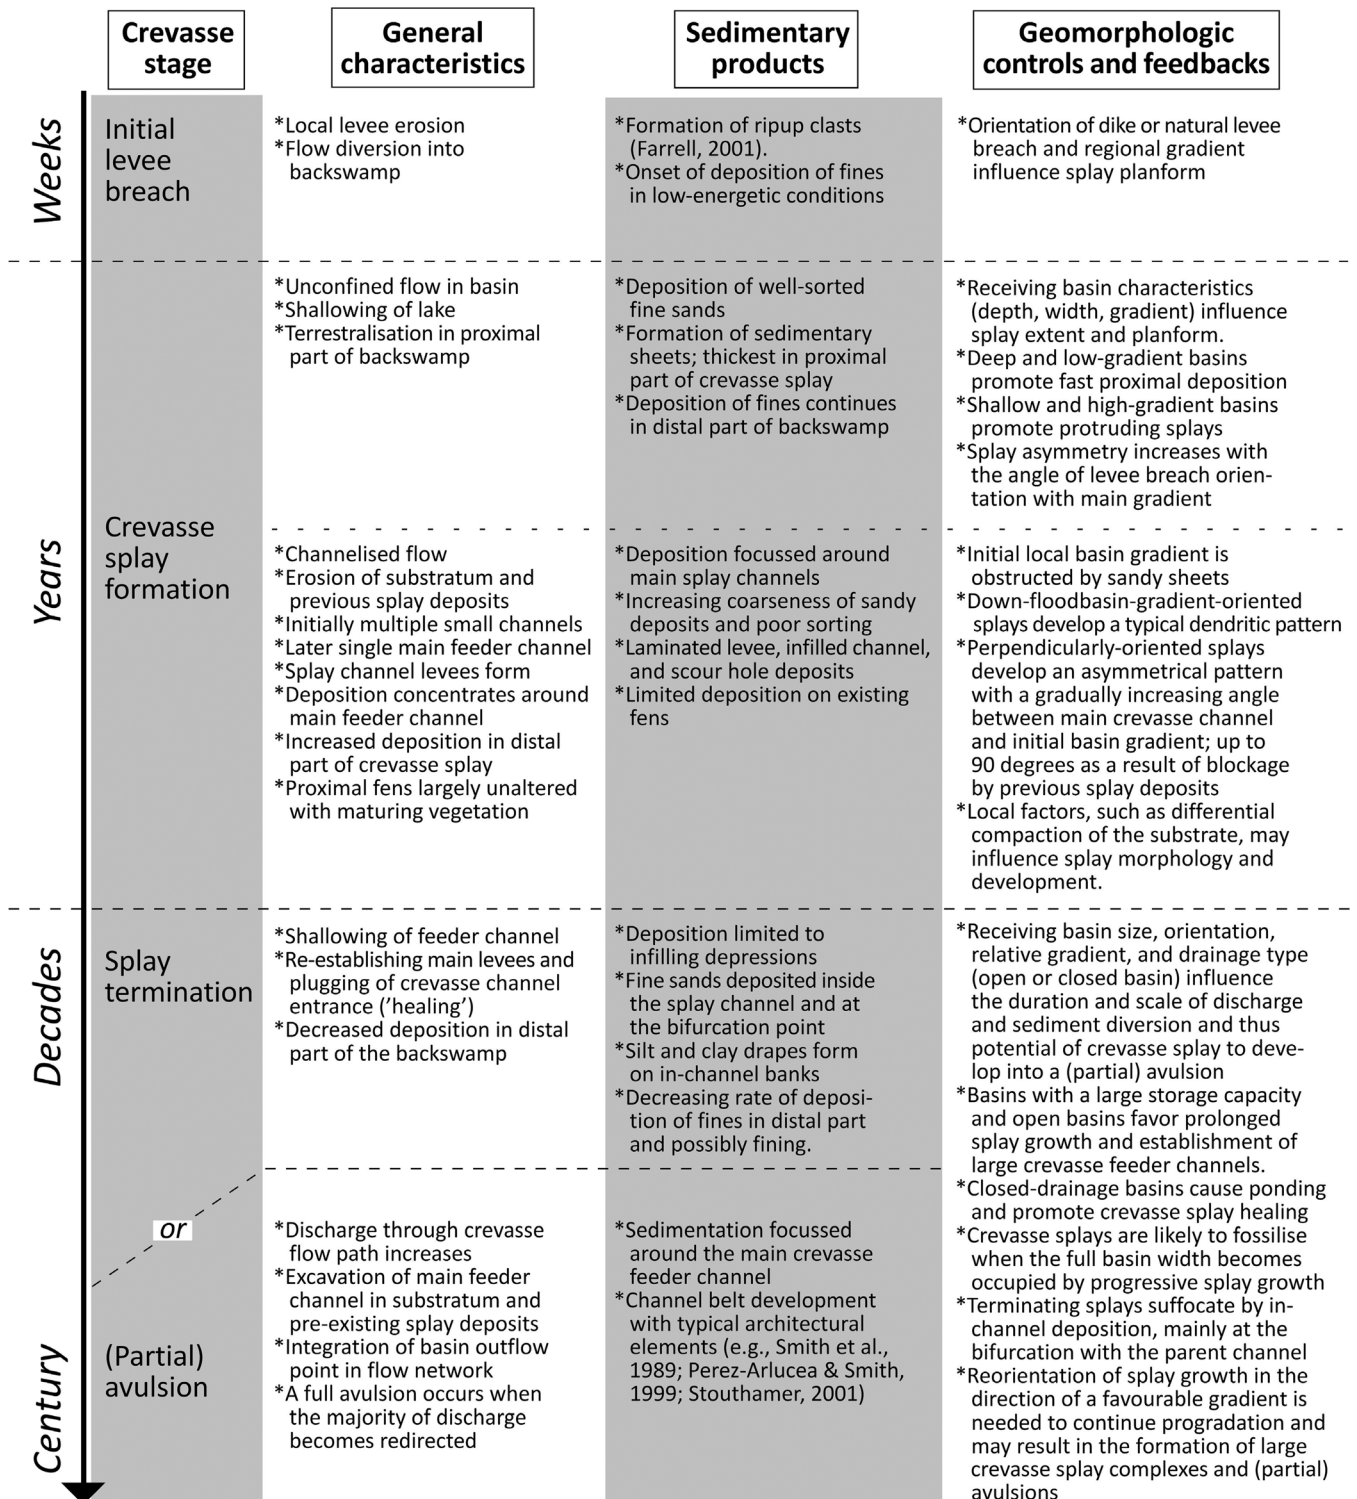 Crevasse
stage
General
characteristics
Sedimentary
products
Geomorphologic
controls and feedbacks
Weeks
Initial
levee
breach
*Local levee erosion
*Flow diversion into
backswamp
*Formation of ripup clasts
(Farrell, 2001).
*Onset of deposition of fines
in low-energetic conditions
*Orientation of dike or natural levee
breach and regional gradient
influence splay planform
Years
Crevasse
splay
formation
*Unconfined flow in basin
*Shallowing of lake
*Terrestralisation in proximal
part of backswamp
*Deposition of well-sorted
fine sands
*Formation of sedimentary
sheets; thickest in proximal
part of crevasse splay
*Deposition of fines continues
in distal part of backswamp
*Receiving basin characteristics
(depth, width, gradient) influence
splay extent and planform.
*Deep and low-gradient basins
promote fast proximal deposition
*Shallow and high-gradient basins
promote protruding splays
*Splay asymmetry increases with
the angle of levee breach orien-
tation with main gradient
*Channelised flow
*Erosion of substratum and
previous splay deposits
*Initially multiple small channels
*Later single main feeder channel
*Splay channel levees form
*Deposition concentrates around
main feeder channel
*Increased deposition in distal
part of crevasse splay
*Proximal fens largely unaltered
with maturing vegetation
*Deposition focussed around
main splay channels
*Increasing coarseness of sandy
deposits and poor sorting
*Laminated levee, infilled channel,
and scour hole deposits
*Limited deposition on existing
fens
*Initial local basin gradient is
obstructed by sandy sheets
*Down-floodbasin-gradient-oriented
splays develop a typical dendritic pattern
*Perpendicularly-oriented splays
develop an asymmetrical pattern
with a gradually increasing angle
between main crevasse channel
and initial basin gradient; up to
90 degrees as a result of blockage
by previous splay deposits
*Local factors, such as differential
compaction of the substrate, may
influence splay morphology and
development.
Decades
Splay
termination
*Shallowing of feeder channel
*Re-establishing main levees and
plugging of crevasse channel
entrance ('healing')
*Decreased deposition in distal
part of the backswamp
*Deposition limited to
infilling depressions
*Fine sands deposited inside
the splay channel and at
the bifurcation point
*Silt and clay drapes form
on in-channel banks
*Decreasing rate of deposi-
tion of fines in distal part
and possibly fining.
*Receiving basin size, orientation,
relative gradient, and drainage type
(open or closed basin) influence
the duration and scale of discharge
and sediment diversion and thus
potential of crevasse splay to deve-
lop into a (partial) avulsion
*Basins with a large storage capacity
and open basins favor prolonged
splay growth and establishment of
large crevasse feeder channels.
*Closed-drainage basins cause ponding
and promote crevasse splay healing
*Crevasse splays are likely to fossilise
when the full basin width becomes
occupied by progressive splay growth
*Terminating splays suffocate by in-
channel deposition, mainly at the
bifurcation with the parent channel
*Reorientation of splay growth in the
direction of a favourable gradient is
needed to continue progradation and
may result in the formation of large
crevasse splay complexes and (partial)
avulsions
or
Century
(Partial)
avulsion
*Discharge through crevasse
flow path increases
*Excavation of main feeder
channel in substratum and
pre-existing splay deposits
*Integration of basin outflow
point in flow network
*A full avulsion occurs when
the majority of discharge
becomes redirected
*Sedimentation focussed
around the main crevasse
feeder channel
*Channel belt development
with typical architectural
elements (e.g., Smith et al.,
1989; Perez-Arlucea & Smith,
1999; Stouthamer, 2001)